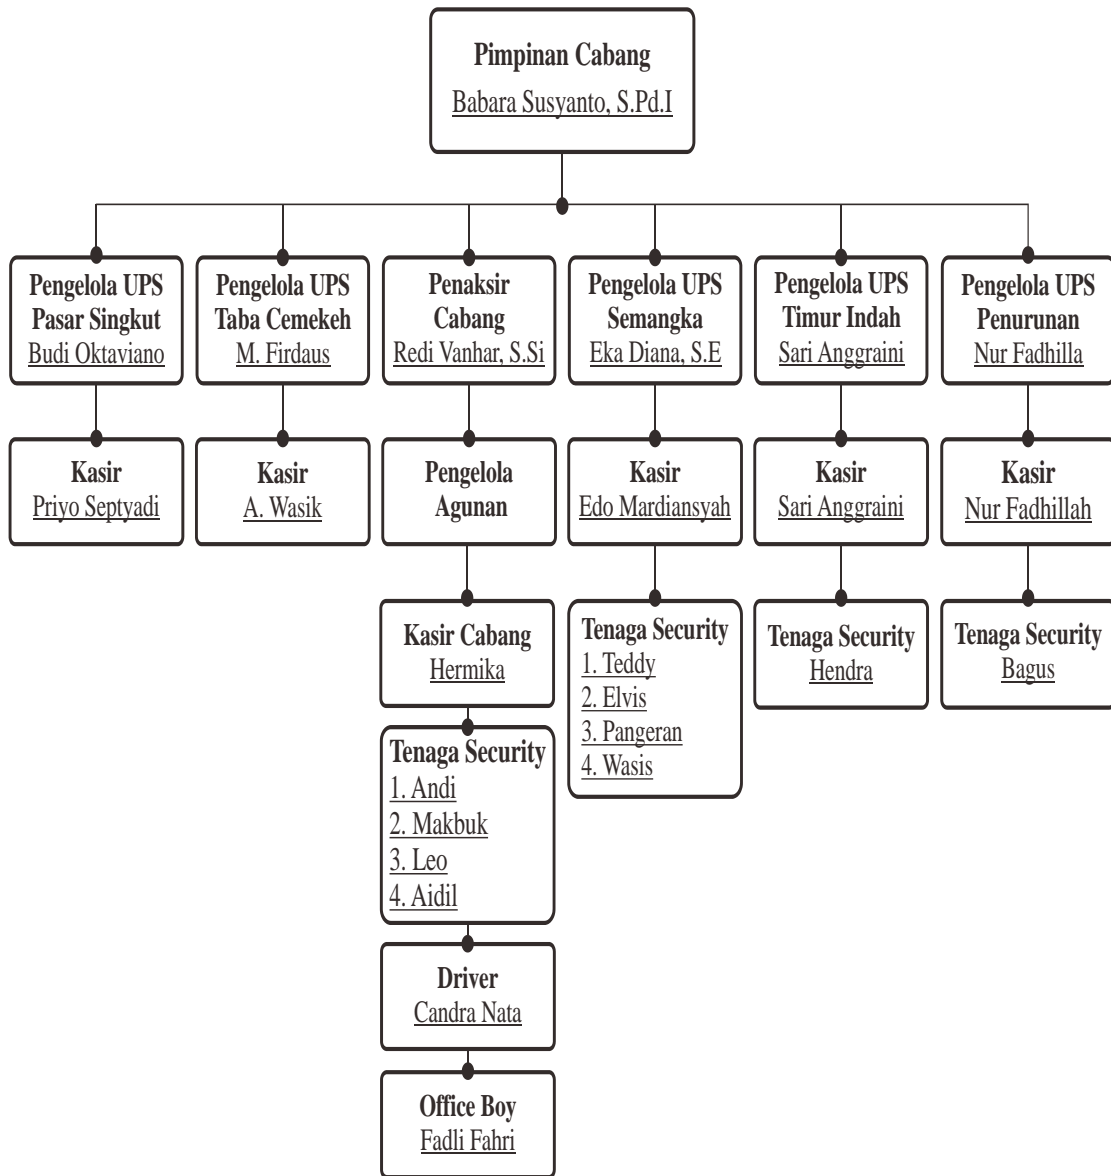 Pimpinan Cabang
Babara Susyanto, S.Pd.I
Pengelola UPS
Pasar Singkut
Budi Oktaviano
Pengelola UPS
Taba Cemekeh
M. Firdaus
Penaksir
Cabang
Redi Vanhar, S.Si
Pengelola UPS
Semangka
Eka Diana, S.E
Pengelola UPS
Timur Indah
Sari Anggraini
Pengelola UPS
Penurunan
Nur Fadhilla
Kasir
Priyo Septyadi
Kasir
A. Wasik
Pengelola
Agunan
Kasir
Edo Mardiansyah
Kasir
Sari Anggraini
Kasir
Nur Fadhillah
Kasir Cabang
Hermika
Tenaga Security
1. Teddy
2. Elvis
3. Pangeran
4. Wasis
Tenaga Security
Hendra
Tenaga Security
Bagus
Tenaga Security
1. Andi
2. Makbuk
3. Leo
4. Aidil
Driver
Candra Nata
Office Boy
Fadli Fahri